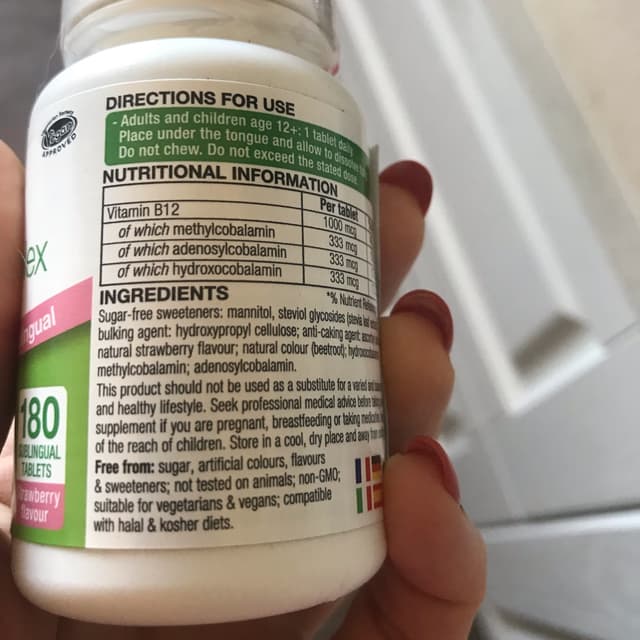 DIRECTIONS FOR USE
- Adults and children age 12+: 1 tablet daily.
Place under the tongue and allow to dissolve
Do not chew. Do not exceed the stated dose.
NUTRITIONAL INFORMATION
Per tablet
Vitamin B12 1000 mcg
of which methylcobalamin 333 mcg
of which adenosylcobalamin 333 mcg
of which hydroxocobalamin 333 mcg
*% Nutrient
INGREDIENTS
Sugar-free sweeteners: mannitol, steviol glycosides (stevia leaf
bulking agent: hydroxypropyl cellulose; anti-caking agent:
natural strawberry flavour; natural colour (beetroot);
methylcobalamin; adenosylcobalamin.
This product should not be used as a substitute for a varied and
and healthy lifestyle. Seek professional medical advice before
supplement if you are pregnant, breastfeeding or taking
of the reach of children. Store in a cool, dry place and away
Free from: sugar, artificial colours, flavours
& sweeteners; not tested on animals; non-GMO;
suitable for vegetarians & vegans; compatible
with halal & kosher diets.
Vegan
APPROVED
ex
ngual
180
SUBLINGUAL
TABLETS
trawberry
flavour